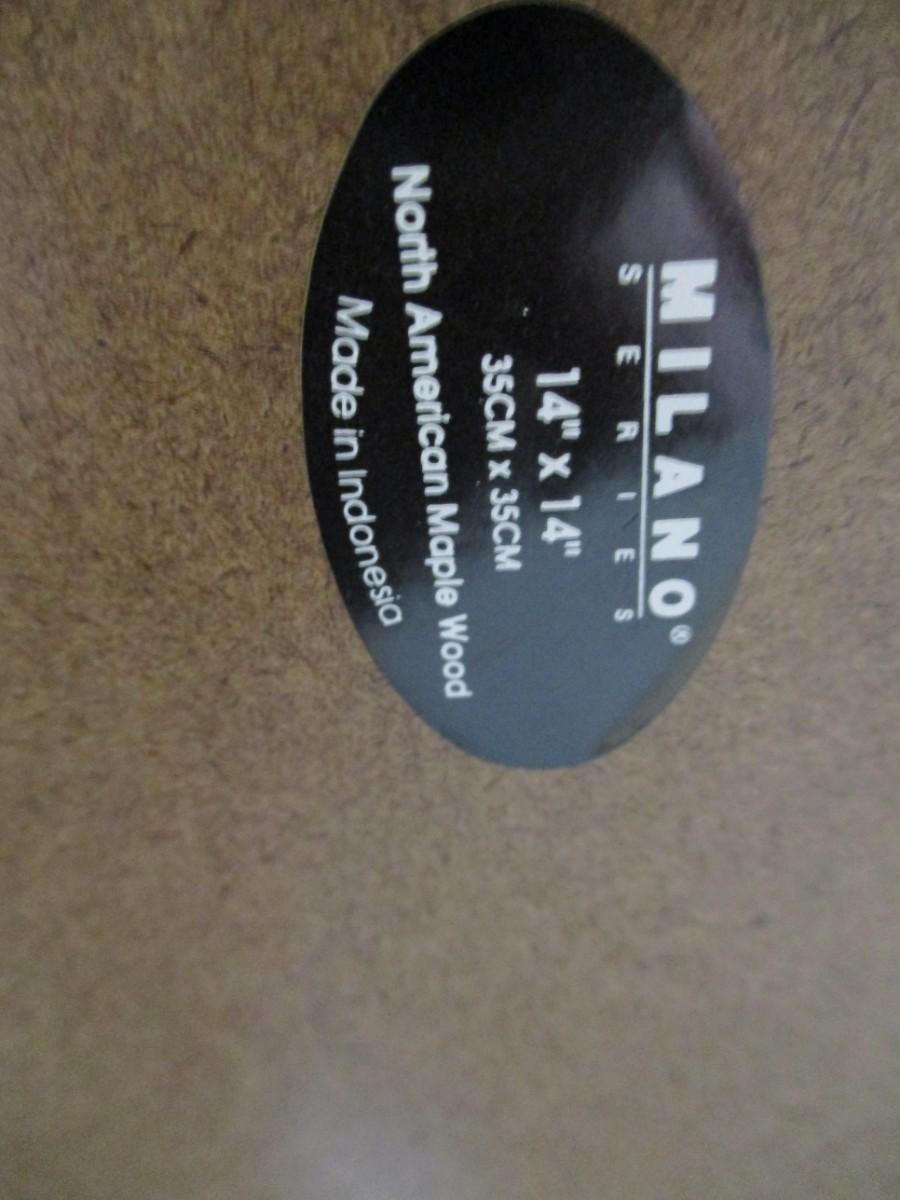 MILANO®
SERIES
14" X 14"
35CM x 35CM
North American Maple Wood
Made in Indonesia